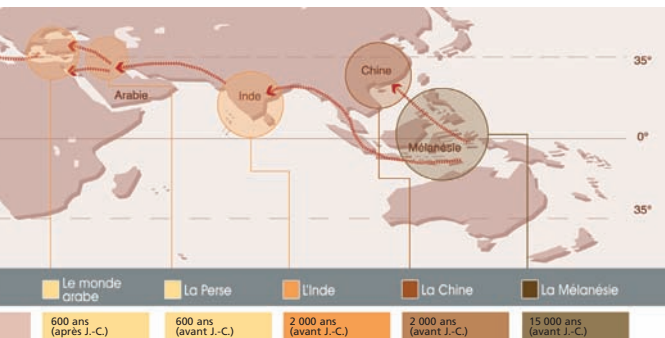 35°
Chine
Arabie
Inde
Mélanésie
0°
35°
Le monde
arabe
La Perse
L'Inde
La Chine
La Mélanésie
600 ans
(après J.-C.)
600 ans
(avant J.-C.)
2 000 ans
(avant J.-C.)
2 000 ans
(avant J.-C.)
15 000 ans
(avant J.-C.)